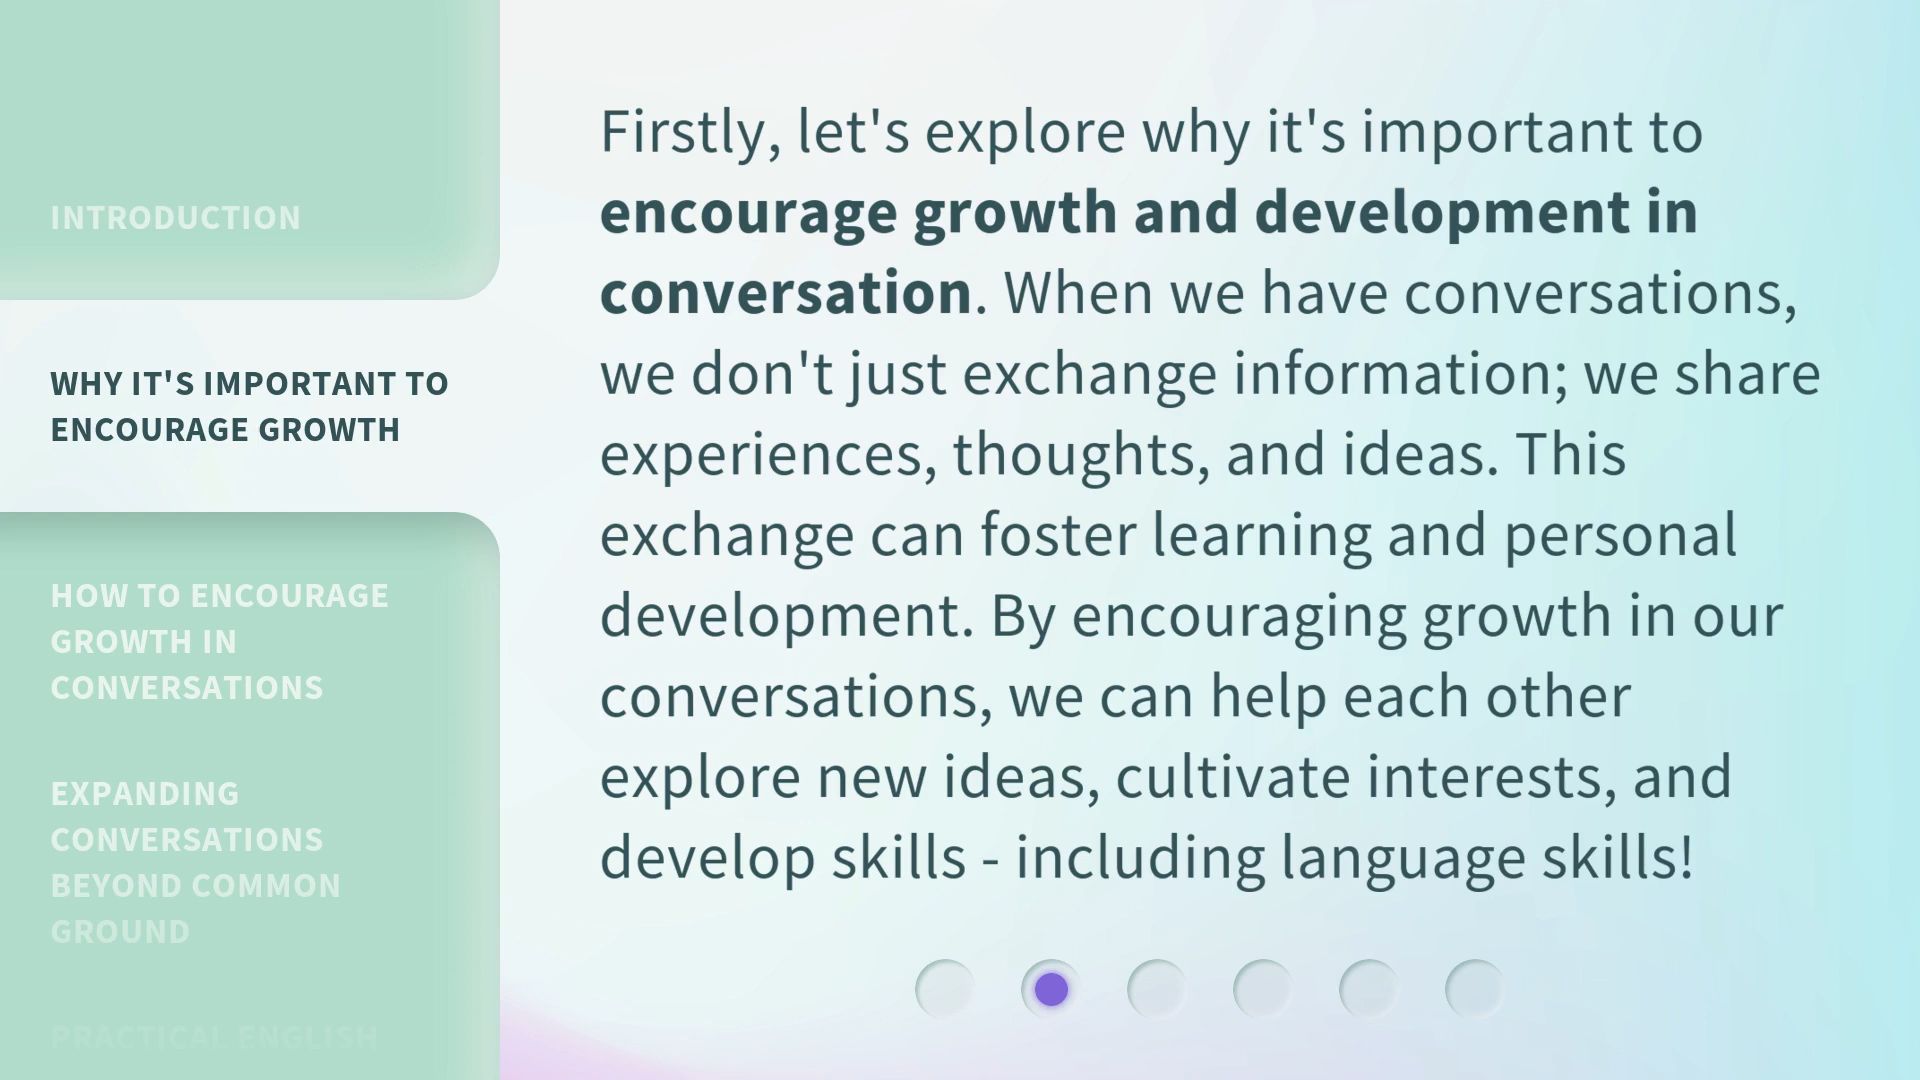 INTRODUCTION
WHY IT'S IMPORTANT TO
ENCOURAGE GROWTH
HOW TO ENCOURAGE
GROWTH IN
CONVERSATIONS
EXPANDING
CONVERSATIONS
BEYOND COMMON
GROUND
PRACTICAL ENGLISH
Firstly, let's explore why it's important to
encourage growth and development in
conversation. When we have conversations,
we don't just exchange information; we share
experiences, thoughts, and ideas. This
exchange can foster learning and personal
development. By encouraging growth in our
conversations, we can help each other
explore new ideas, cultivate interests, and
develop skills - including language skills!